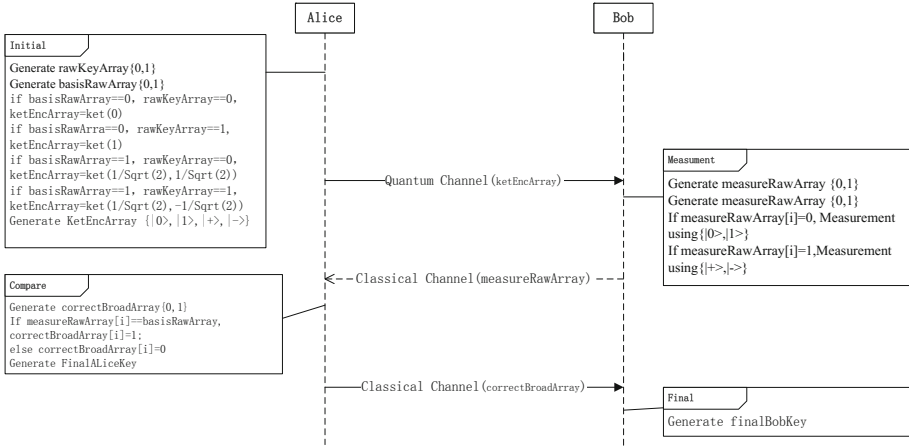 Alice
Bob
Initial
Generate rawKeyArray{0,1}
Generate basisRawArray{0,1}
if basisRawArray==0, rawKeyArray==0,
ketEncArray=ket(0)
if basisRawArra==0, rawKeyArray==1,
ketEncArray=ket(1)
if basisRawArray==1, rawKeyArray==0,
ketEncArray=ket(1/Sqrt(2),1/Sqrt(2))
if basisRawArray==1, rawKeyArray==1,
ketEncArray=ket(1/Sqrt(2),-1/Sqrt(2))
Generate KetEncArray {|0>,|1>,|+>,|->}
Quantum Channel(ketEncArray)
Measument
Generate measureRawArray {0,1}
Generate measureRawArray {0,1}
If measureRawArray[i]=0, Measurement
using{|0>,|1>}
If measureRawArray[i]=1,Measurement
using{|+>,|->}
Classical Channel(measureRawArray)
Compare
Generate correctBroadArray{0,1}
If measureRawArray[i]==basisRawArray,
correctBroadArray[i]=1;
else correctBroadArray[i]=0
Generate FinalALiceKey
Classical Channel(correctBroadArray)
Final
Generate finalBobKey